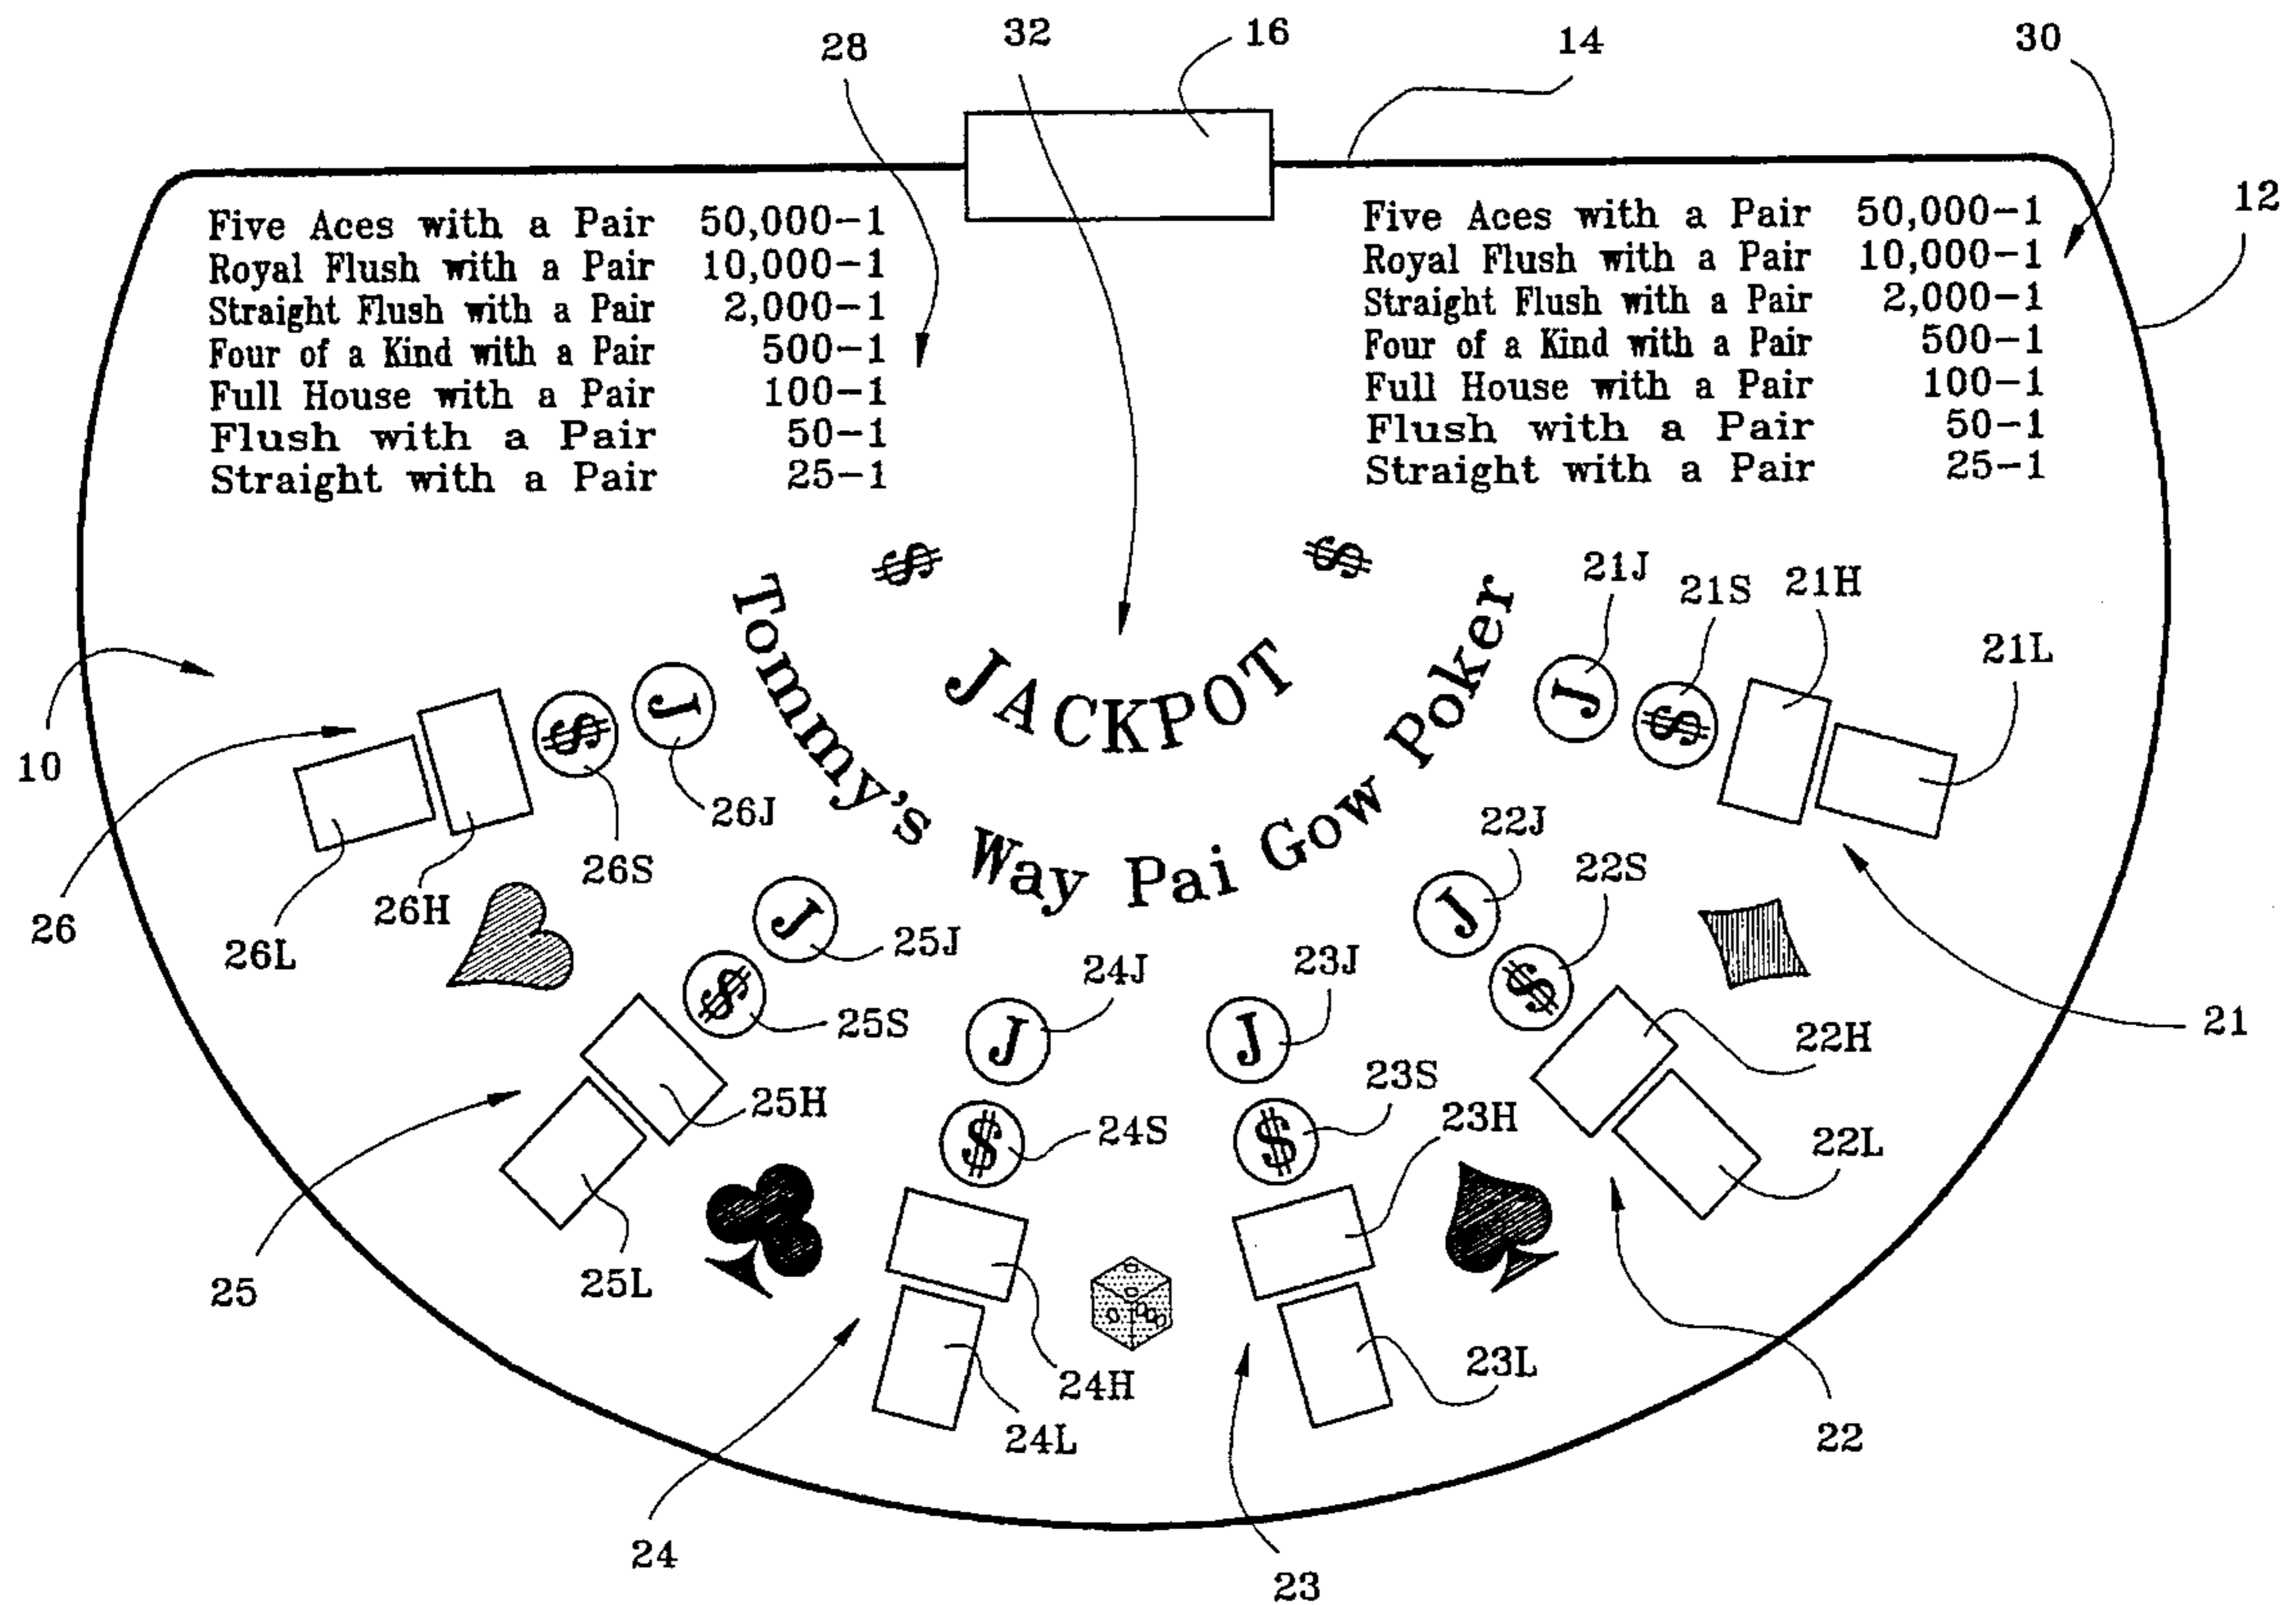 32
16
14
30
28
12
Five Aces with a Pair 50,000-1
Royal Flush with a Pair 10,000-1
Straight Flush with a Pair 2,000-1
Four of a Kind with a Pair 500-1
Full House with a Pair 100-1
Flush with a Pair 50-1
Straight with a Pair 25-1
Five Aces with a Pair 50,000-1
Royal Flush with a Pair 10,000-1
Straight Flush with a Pair 2,000-1
Four of a Kind with a Pair 500-1
Full House with a Pair 100-1
Flush with a Pair 50-1
Straight with a Pair 25-1
$ $
JACKPOT
Tommy's Way Pai Gow Poker
21J
21S
21H
21L
J
$
10
26
$
J
26J
26S
26H
26L
22J
22S
J
$
22H
22L
21
J
25J
$
25S
25H
25L
25
24J
J
$
24S
24H
24L
24
23J
J
23S
$
23H
23L
23
22